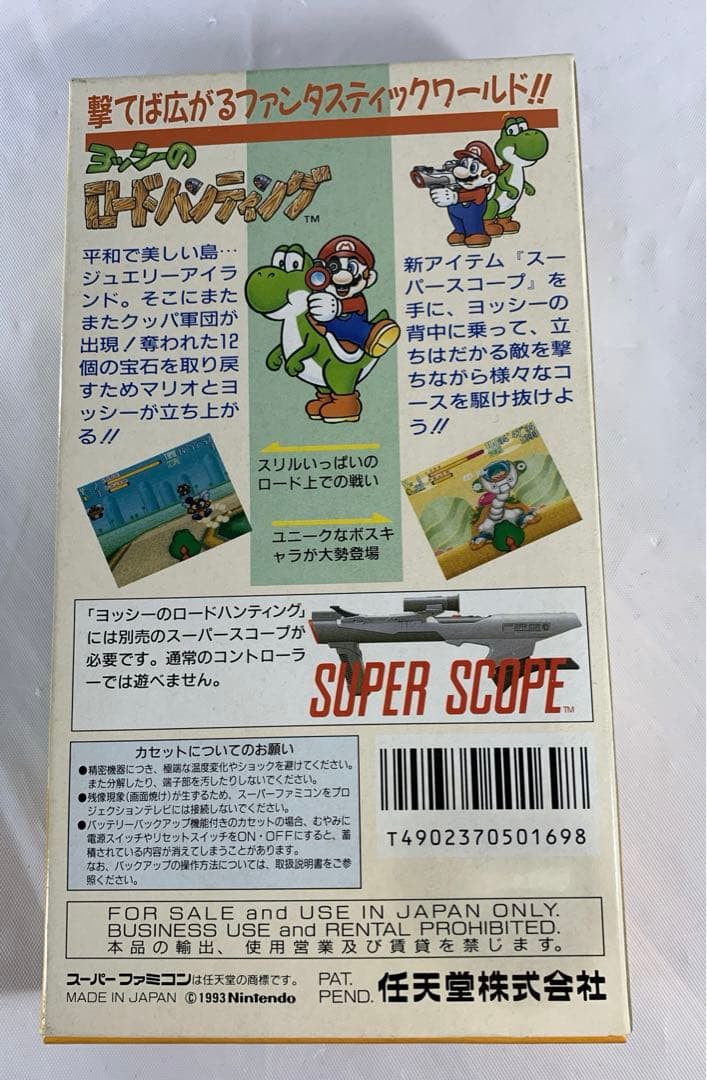 撃てば広がるファンタスティックワールド!!
ヨッシーの
ロードハンティング™
平和で美しい島…
ジュエリーアイラ
ンド。そこにまた
またクッパ軍団が
出現！奪われた12
個の宝石を取り戻
すためマリオとヨ
ッシーが立ち上が
る!!
新アイテム『スー
パースコープ』を
手に、ヨッシーの
背中に乗って、立
ちはだかる敵を撃
ちながら様々なコ
ースを駆け抜けよ
う!!
スリルいっぱいの
ロード上での戦い
ユニークなボスキ
ャラが大勢登場
「ヨッシーのロードハンティング」
には別売のスーパースコープが
必要です。通常のコントローラ
ーでは遊べません。
SUPER SCOPE™
カセットについてのお願い
●精密機器につき、極端な温度変化やショックを避けてください。
また分解したり、端子部を汚したりしないでください。
●残像現象(画面焼け)が生ずるため、スーパーファミコンをプロ
ジェクションテレビには接続しないでください。
●バッテリーバックアップ機能付きのカセットの場合、むやみに
電源スイッチやリセットスイッチをON・OFFにすると、蓄
積されている内容が消えてしまうことがあります。
なお、バックアップの操作方法については、取扱説明書をご参
照ください。
T4902370501698
FOR SALE and USE IN JAPAN ONLY.
BUSINESS USE and RENTAL PROHIBITED.
本品の輸出、使用営業及び賃貸を禁じます。
スーパーファミコンは任天堂の商標です。
MADE IN JAPAN ©1993 Nintendo
PAT.
PEND.
任天堂株式会社